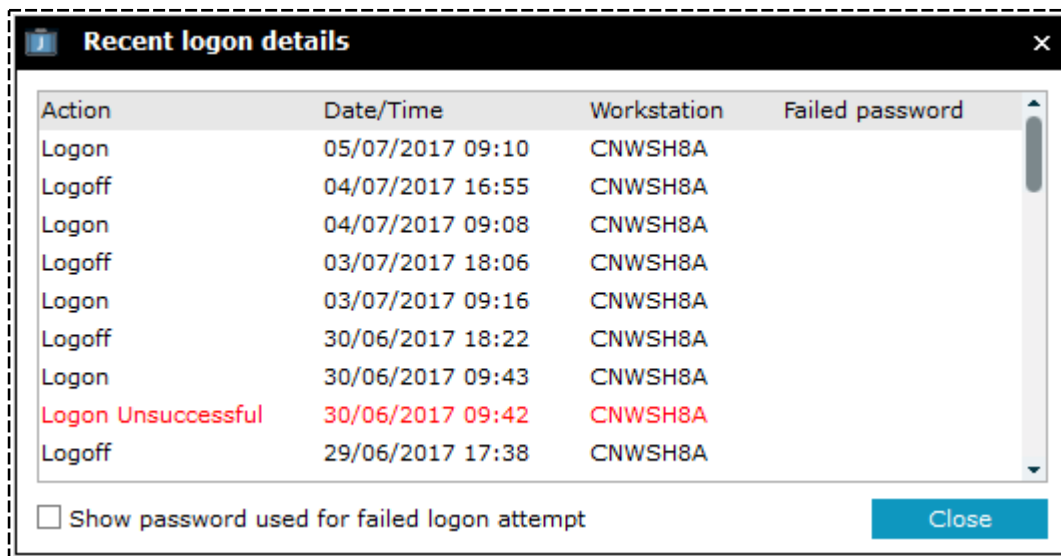 Recent logon details
Action Date/Time Workstation Failed password
Logon 05/07/2017 09:10 CNWSH8A
Logoff 04/07/2017 16:55 CNWSH8A
Logon 04/07/2017 09:08 CNWSH8A
Logoff 03/07/2017 18:06 CNWSH8A
Logon 03/07/2017 09:16 CNWSH8A
Logoff 30/06/2017 18:22 CNWSH8A
Logon 30/06/2017 09:43 CNWSH8A
Logon Unsuccessful 30/06/2017 09:42 CNWSH8A
Logoff 29/06/2017 17:38 CNWSH8A
Show password used for failed logon attempt Close